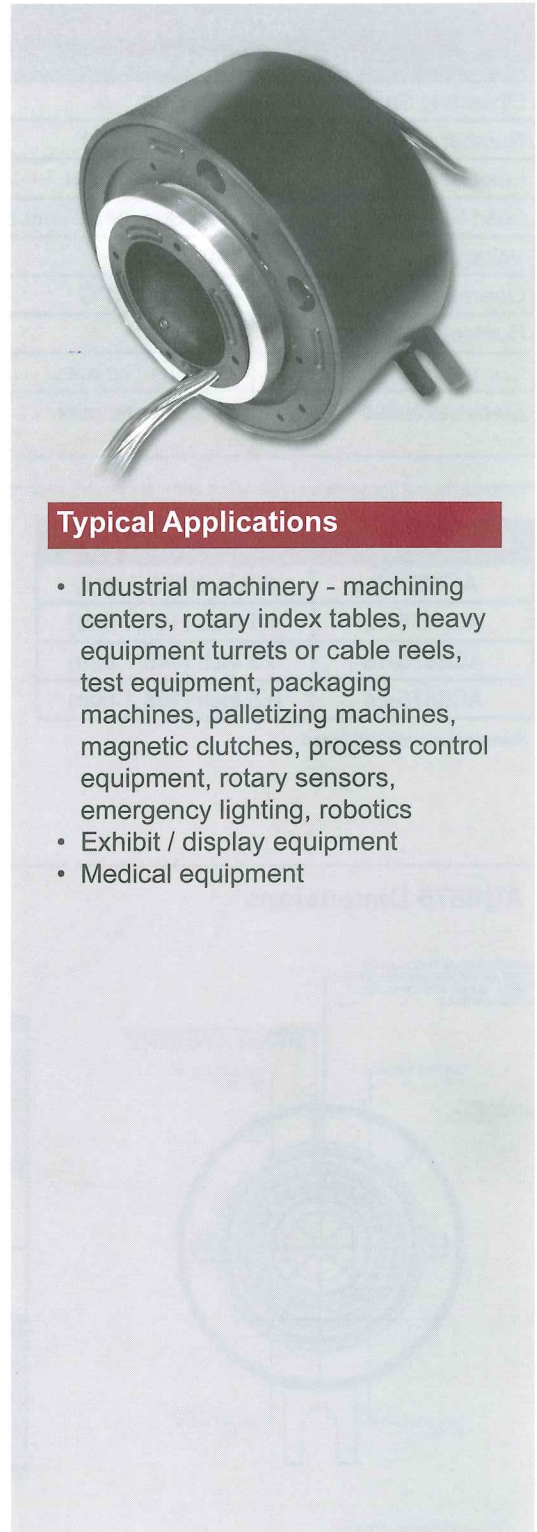 Typical Applications
• Industrial machinery - machining
centers, rotary index tables, heavy
equipment turrets or cable reels,
test equipment, packaging
machines, palletizing machines,
magnetic clutches, process control
equipment, rotary sensors,
emergency lighting, robotics
• Exhibit / display equipment
• Medical equipment